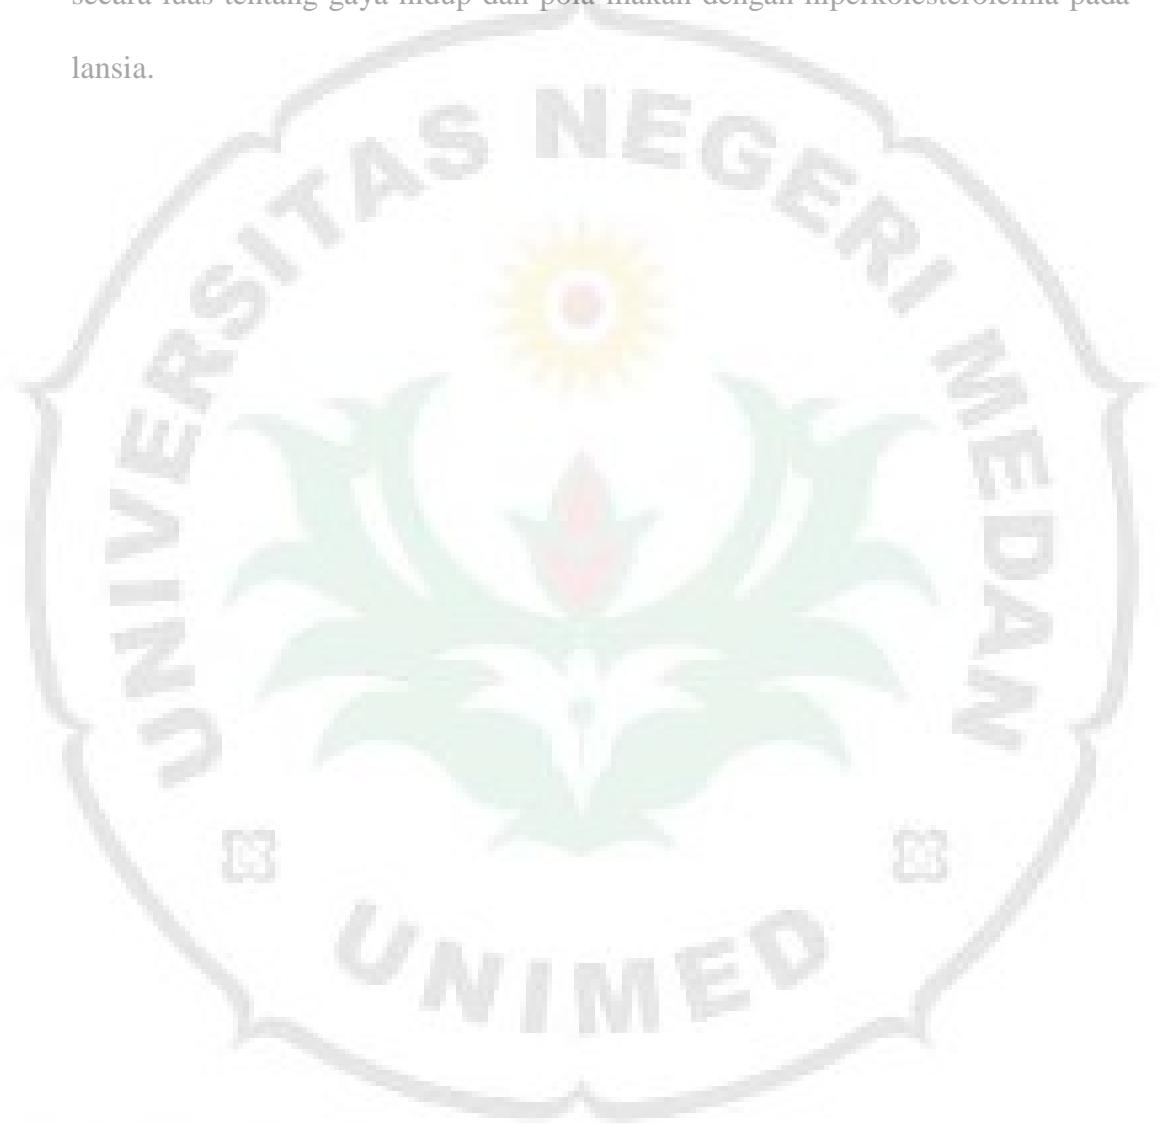 secara luas tentang gaya hidup dan pola makan dengan hiperkolesterolemia pada
lansia.
UNIVERSITAS NEGERI MEDAN
UNIMED